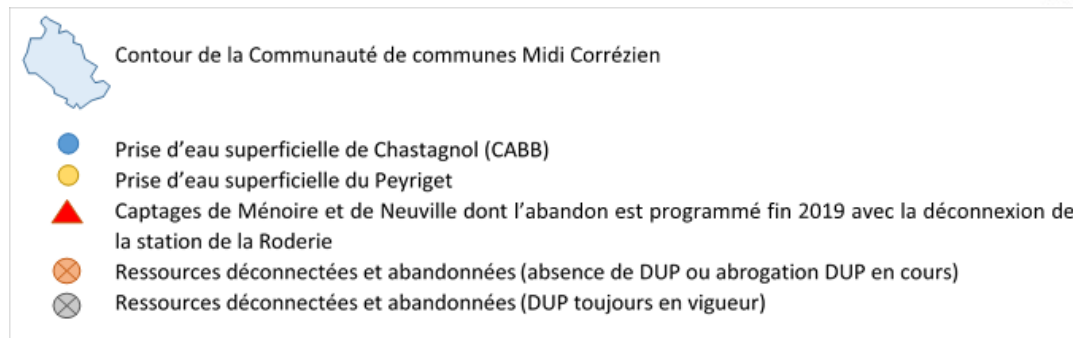 Contour de la Communauté de communes Midi Corrézien
Prise d’eau superficielle de Chastagnol (CABB)
Prise d’eau superficielle du Peyriget
Captages de Ménoire et de Neuville dont l’abandon est programmé fin 2019 avec la déconnexion de
la station de la Roderie
Ressources déconnectées et abandonnées (absence de DUP ou abrogation DUP en cours)
Ressources déconnectées et abandonnées (DUP toujours en vigueur)